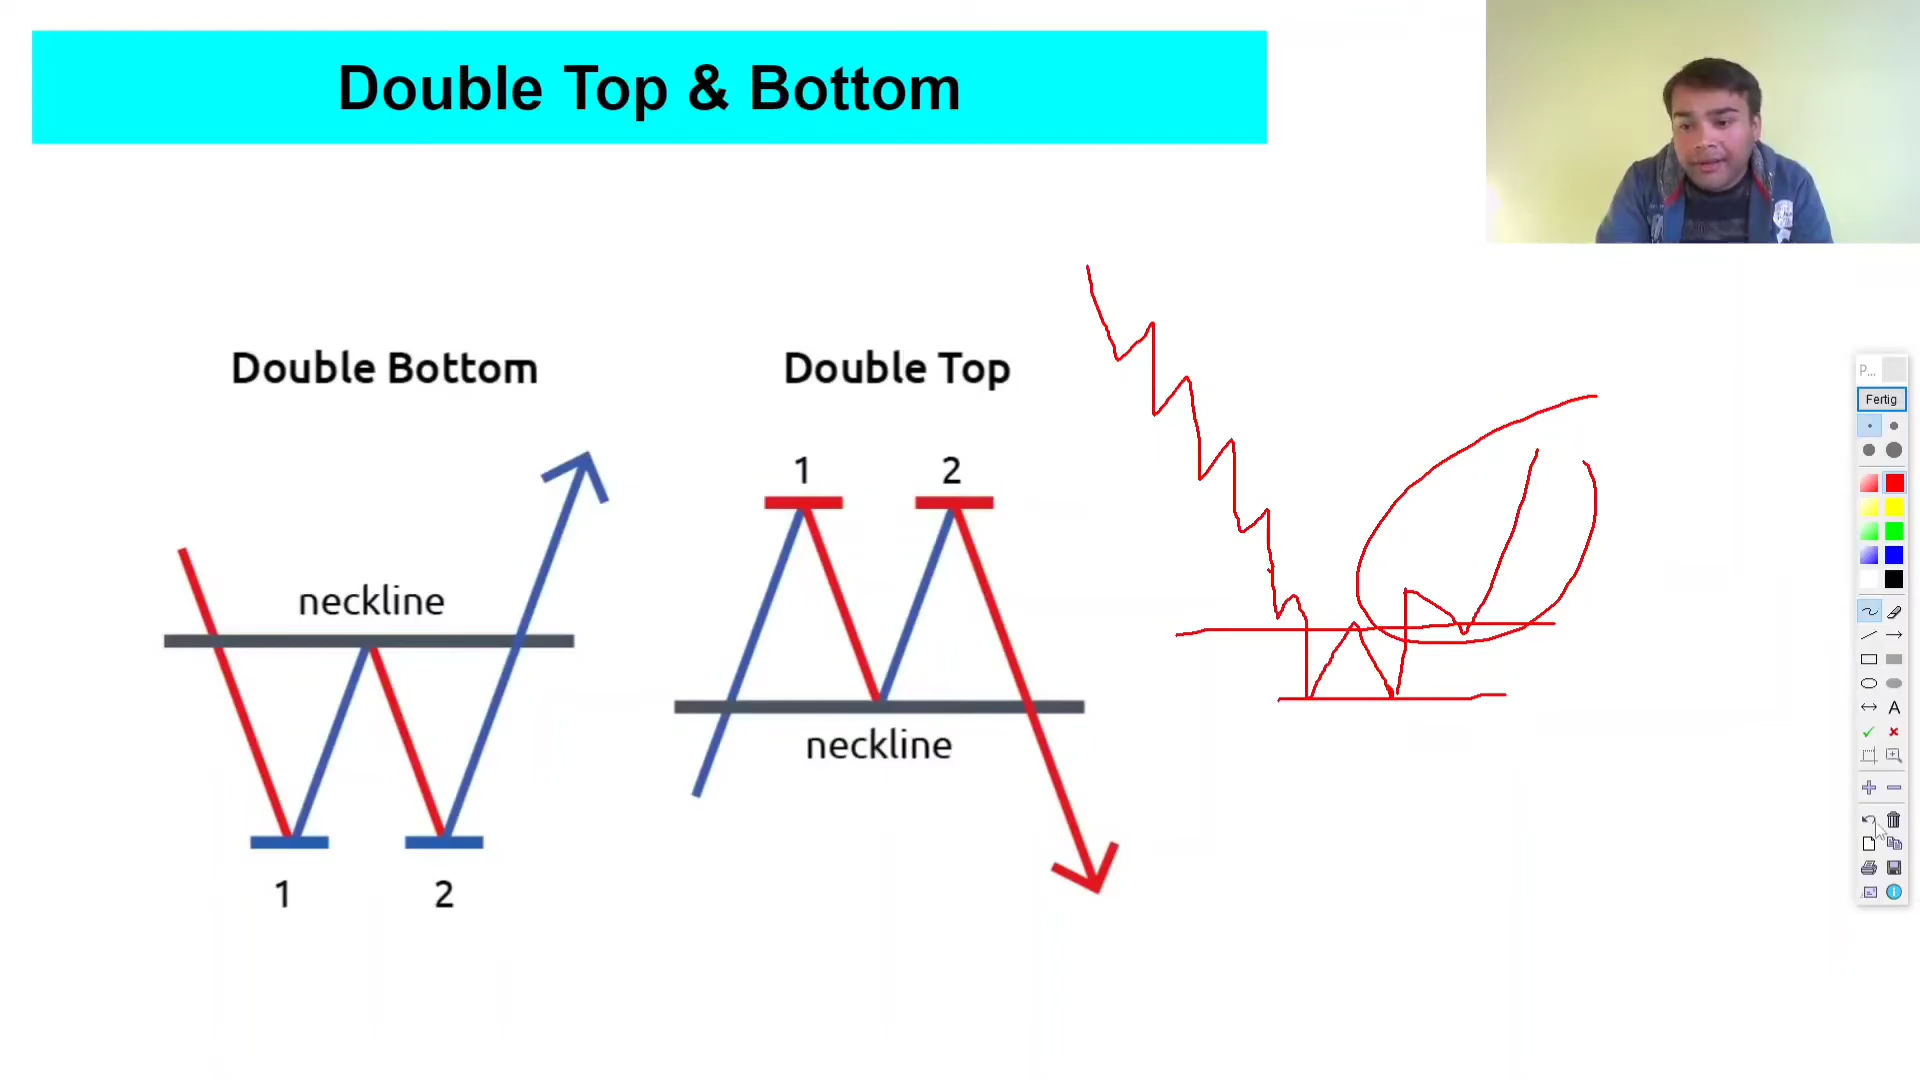 Double Top & Bottom
Double Bottom
Double Top
1
2
neckline
neckline
1
2
P...
Fertig
A